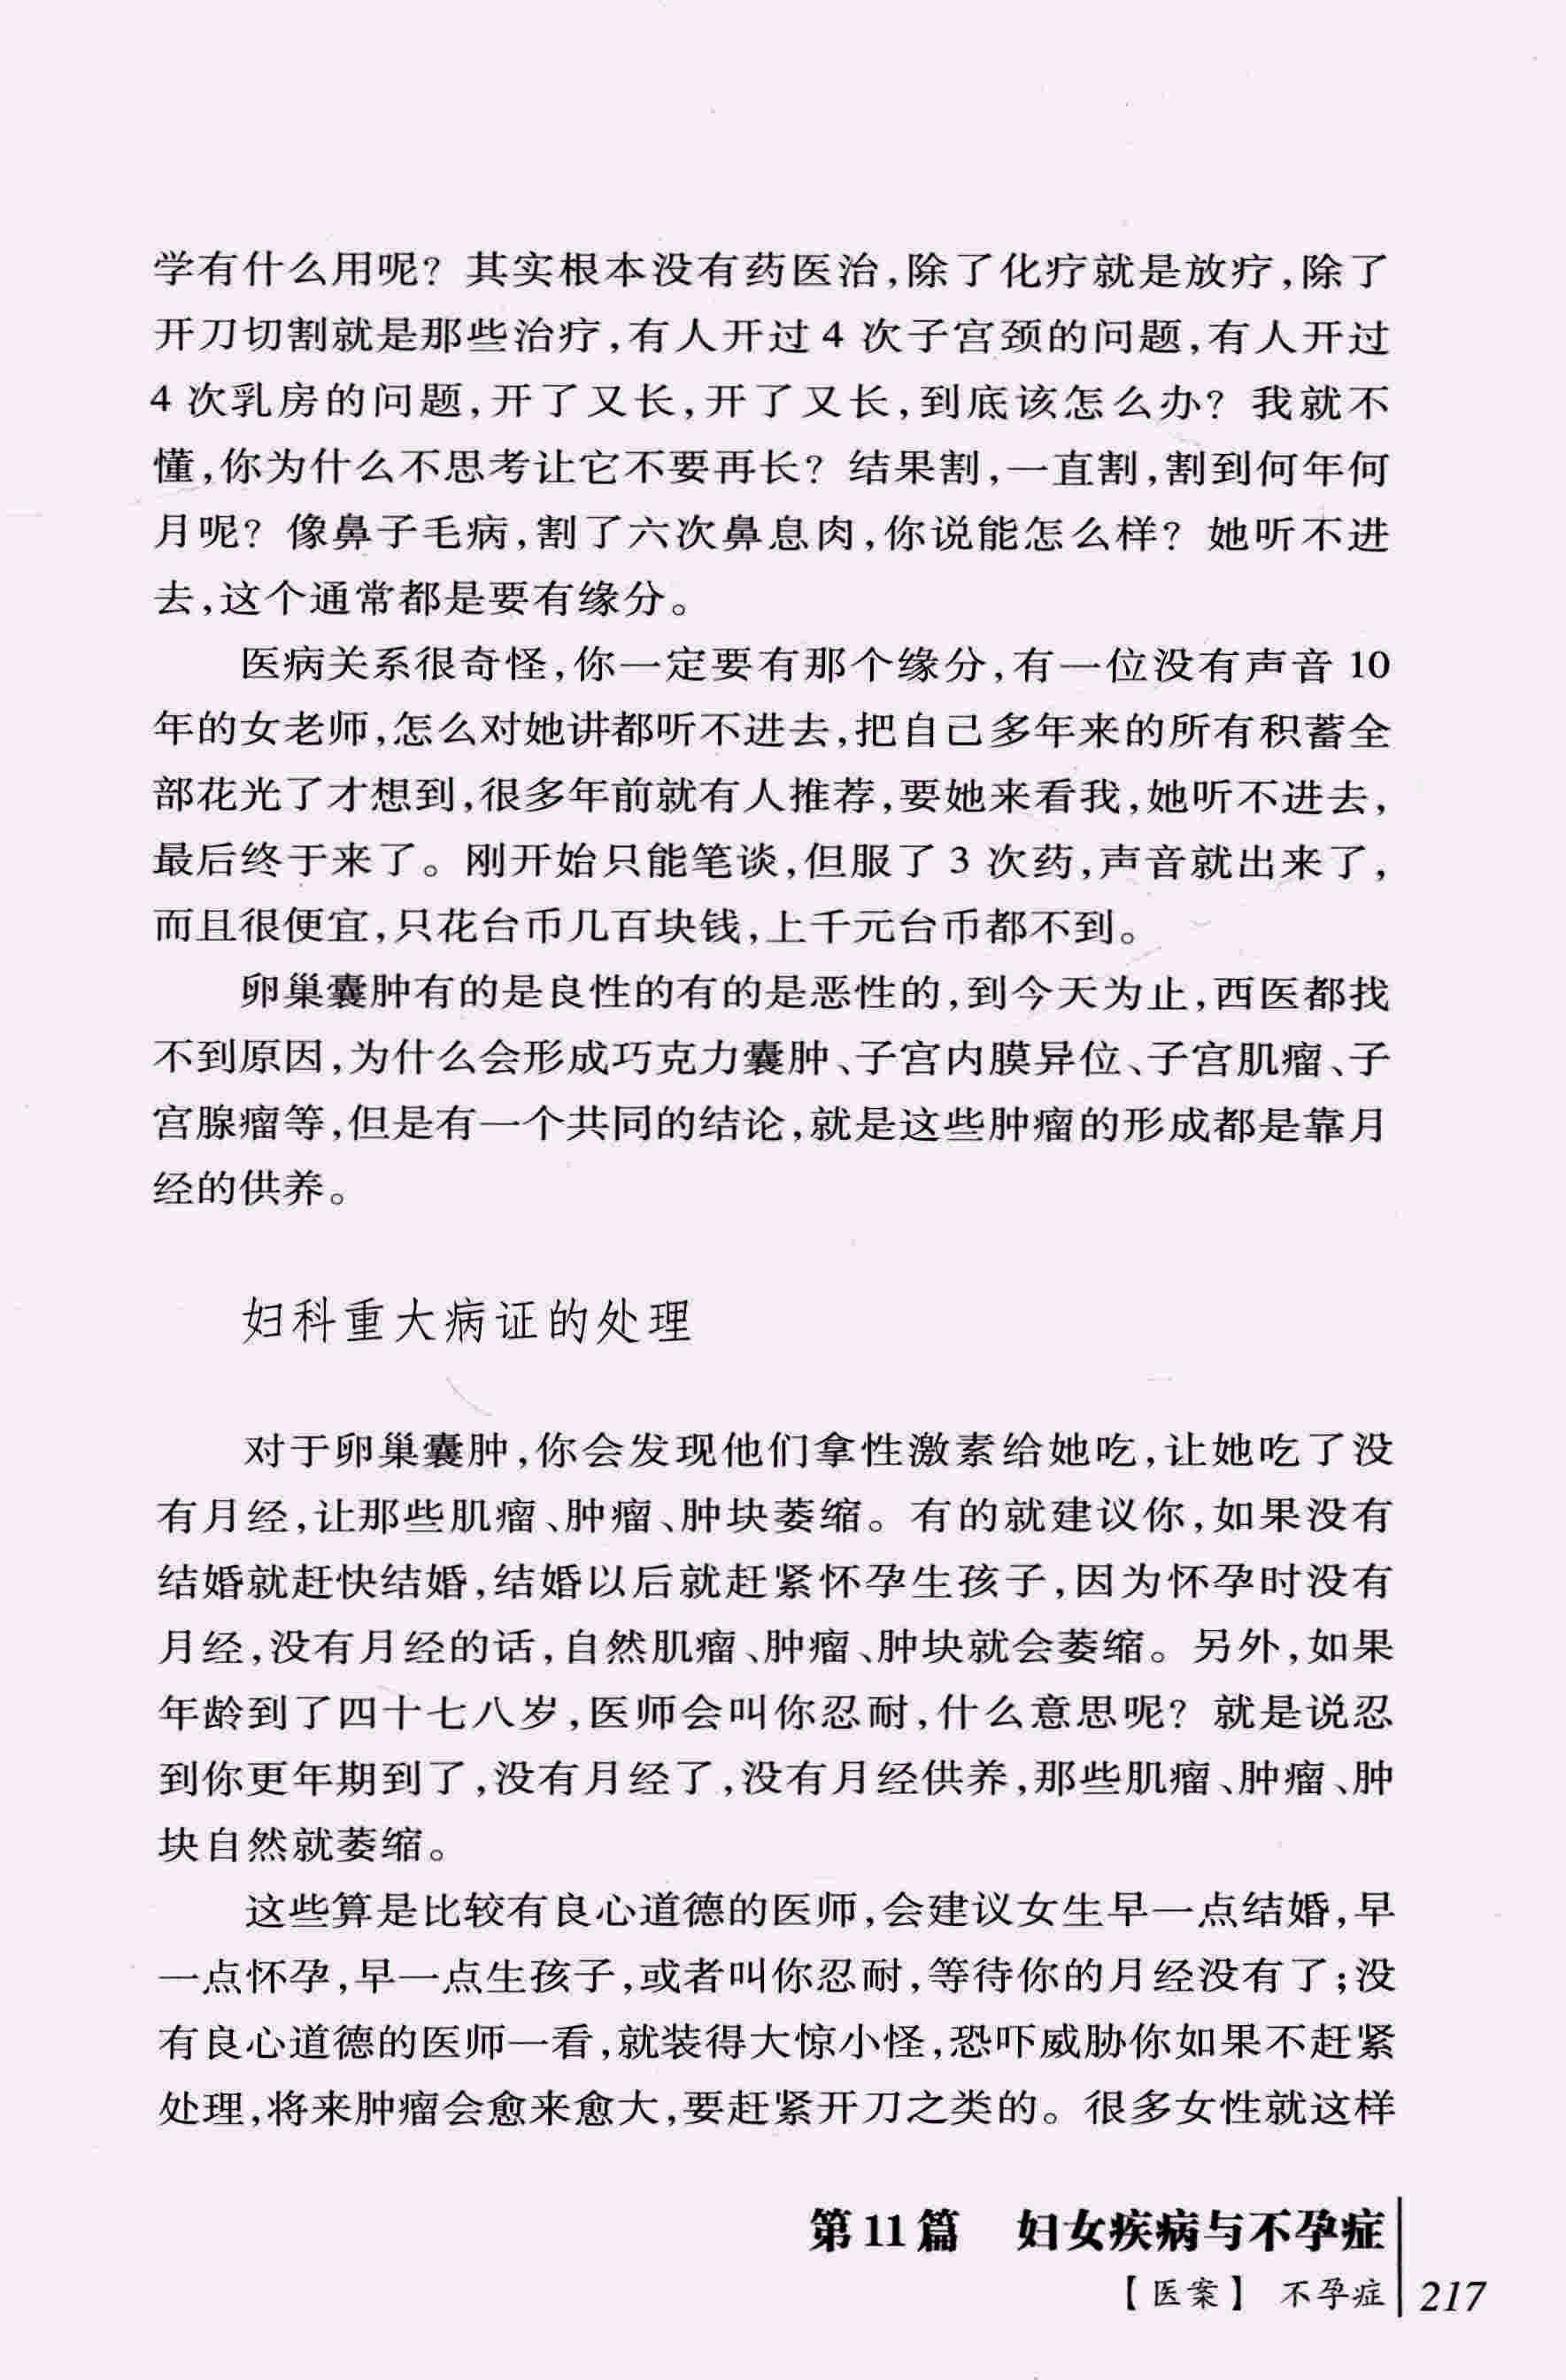 学有什么用呢？其实根本没有药医治，除了化疗就是放疗，除了
开刀切割就是那些治疗，有人开过 4 次子宫颈的问题，有人开过
4 次乳房的问题，开了又长，开了又长，到底该怎么办？我就不
懂，你为什么不思考让它不要再长？结果割，一直割，割到何年何
月呢？像鼻子毛病，割了六次鼻息肉，你说能怎么样？她听不进
去，这个通常都是要有缘分。
医病关系很奇怪，你一定要有那个缘分，有一位没有声音 10
年的女老师，怎么对她讲都听不进去，把自己多年来的所有积蓄全
部花光了才想到，很多年前就有人推荐，要她来看我，她听不进去，
最后终于来了。刚开始只能笔谈，但服了 3 次药，声音就出来了，
而且很便宜，只花台币几百块钱，上千元台币都不到。
卵巢囊肿有的是良性的有的是恶性的，到今天为止，西医都找
不到原因，为什么会形成巧克力囊肿、子宫内膜异位、子宫肌瘤、子
宫腺瘤等，但是有一个共同的结论，就是这些肿瘤的形成都是靠月
经的供养。
妇科重大病证的处理
对于卵巢囊肿，你会发现他们拿性激素给她吃，让她吃了没
有月经，让那些肌瘤、肿瘤、肿块萎缩。有的就建议你，如果没有
结婚就赶快结婚，结婚以后就赶紧怀孕生孩子，因为怀孕时没有
月经，没有月经的话，自然肌瘤、肿瘤、肿块就会萎缩。另外，如果
年龄到了四十七八岁，医师会叫你忍耐，什么意思呢？就是说忍
到你更年期到了，没有月经了，没有月经供养，那些肌瘤、肿瘤、肿
块自然就萎缩。
这些算是比较有良心道德的医师，会建议女生早一点结婚，早
一点怀孕，早一点生孩子，或者叫你忍耐，等待你的月经没有了；没
有良心道德的医师一看，就装得大惊小怪，恐吓威胁你如果不赶紧
处理，将来肿瘤会愈来愈大，要赶紧开刀之类的。很多女性就这样
第 11 篇　妇女疾病与不孕症
【医案】 不孕症 217